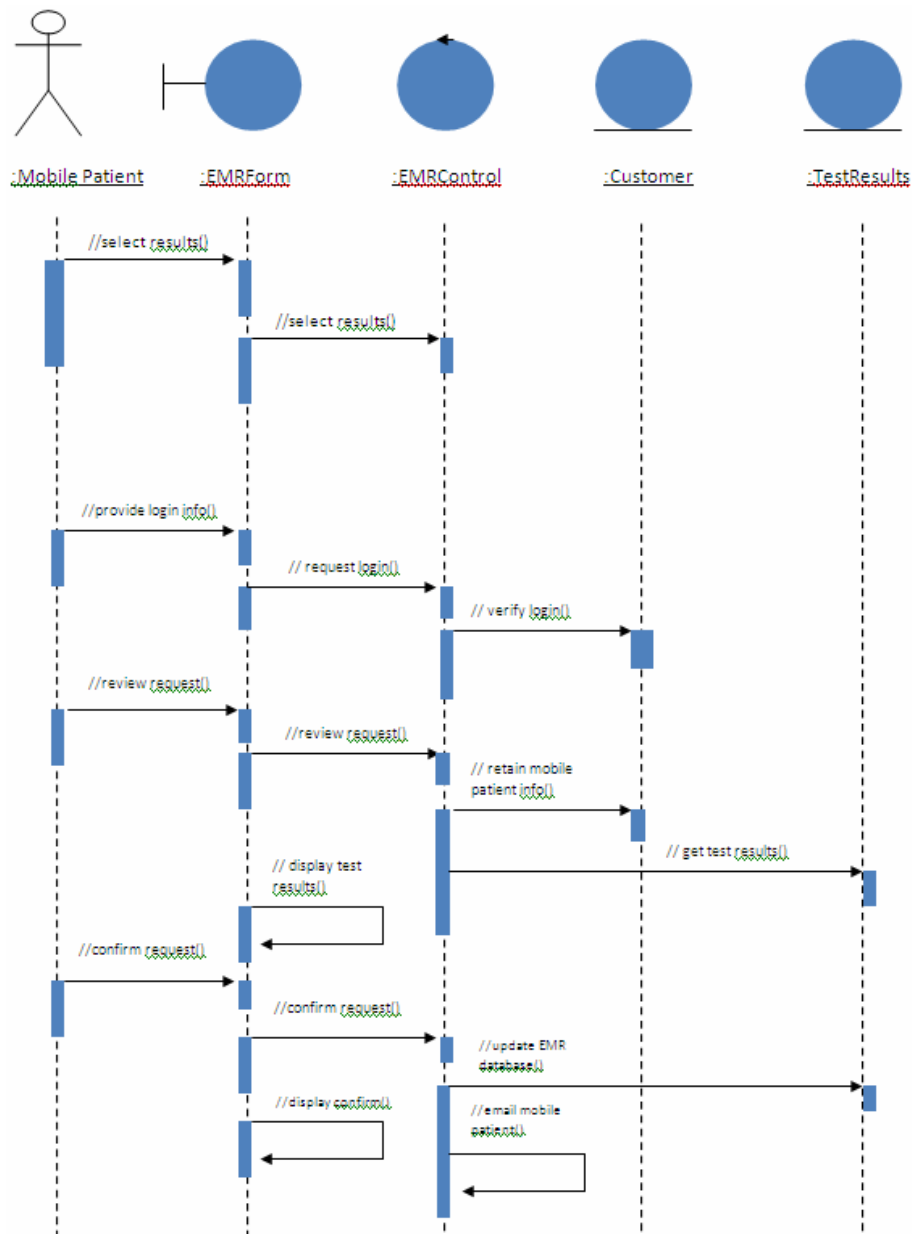 :Mobile Patient
:EMRForm
:EMRControl
:Customer
:TestResults
//select results()
//select results()
//provide login info()
// request login()
// verify login()
//review request()
//review request()
// retain mobile
patient info()
// get test results()
// display test
results()
//confirm request()
//confirm request()
//update EMR
database()
//display confirm()
//email mobile
patient()